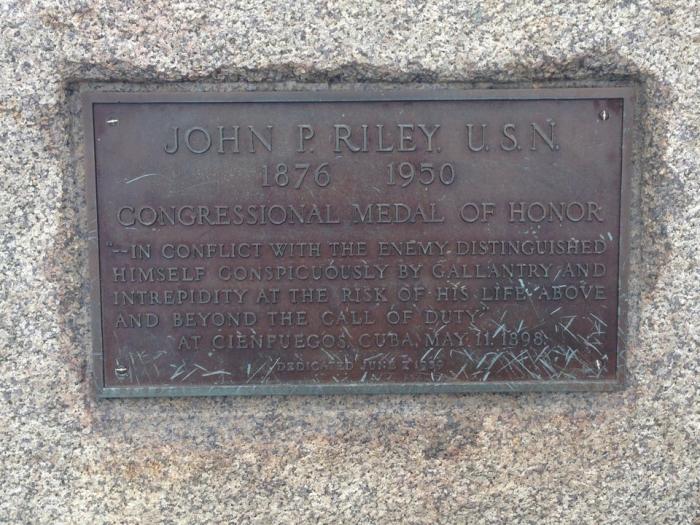 JOHN P. RILEY. U.S.N.
1876 1950
CONGRESSIONAL MEDAL OF HONOR
"--IN CONFLICT WITH THE ENEMY, DISTINGUISHED
HIMSELF CONSPICUOUSLY BY GALLANTRY AND
INTREPIDITY AT THE RISK OF HIS LIFE ABOVE
AND BEYOND THE CALL OF DUTY"
AT CIENFUEGOS, CUBA, MAY 11, 1898.
DEDICATED JUNE